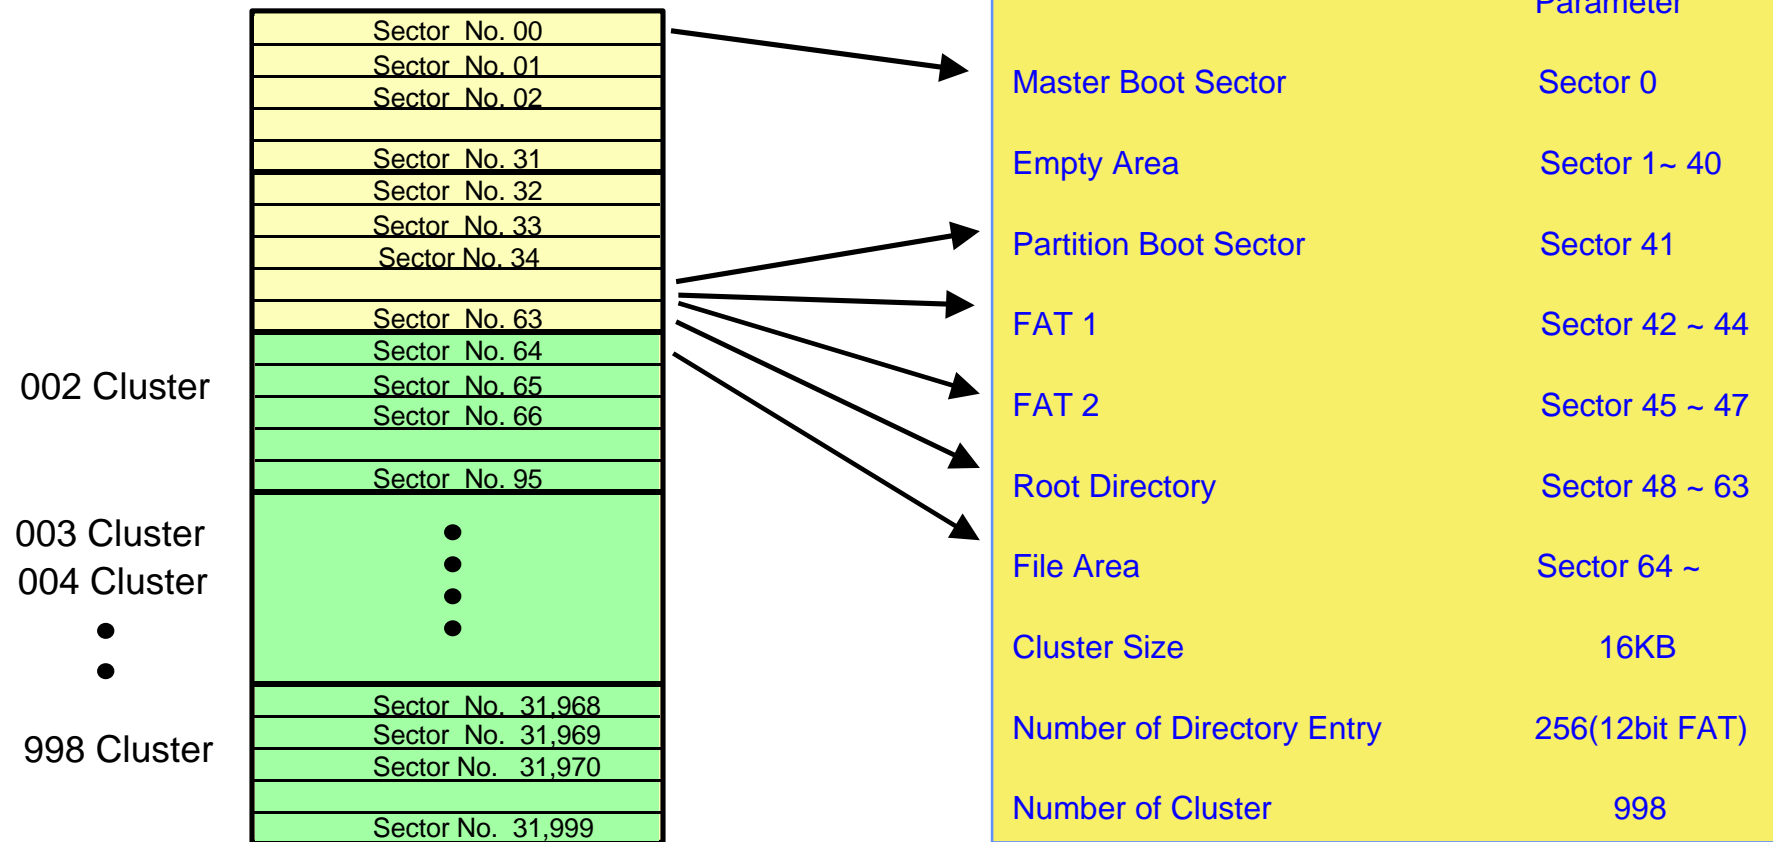 Sector No. 00
Sector No. 01
Sector No. 02
Sector No. 31
Sector No. 32
Sector No. 33
Sector No. 34
Sector No. 63
Sector No. 64
002 Cluster
Sector No. 65
Sector No. 66
Sector No. 95
003 Cluster
004 Cluster
Sector No. 31,968
Sector No. 31,969
998 Cluster
Sector No. 31,970
Sector No. 31,999
Parameter
Master Boot Sector Sector 0
Empty Area Sector 1~ 40
Partition Boot Sector Sector 41
FAT 1 Sector 42 ~ 44
FAT 2 Sector 45 ~ 47
Root Directory Sector 48 ~ 63
File Area Sector 64 ~
Cluster Size 16KB
Number of Directory Entry 256(12bit FAT)
Number of Cluster 998